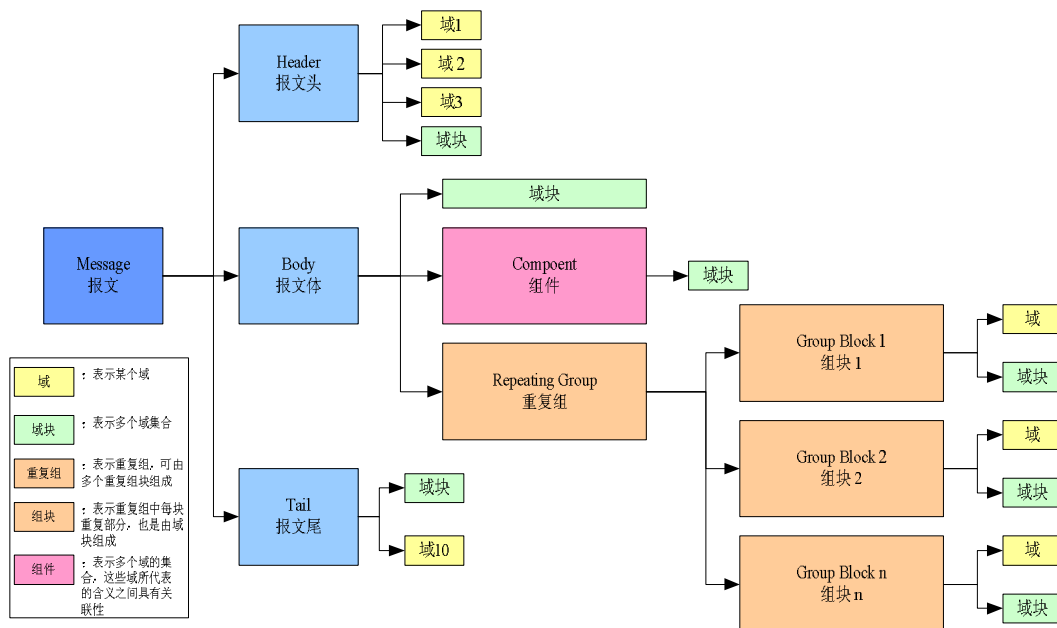 Header
报文头
域1
域 2
域3
域块
Message
报文
Body
报文体
域块
Compoent
组件
域块
Repeating Group
重复组
Group Block 1
组块 1
域
域块
Group Block 2
组块 2
域
域块
Group Block n
组块 n
域
域块
Tail
报文尾
域块
域10
域
：表示某个域
域块
：表示多个域集合
重复组
：表示重复组，可由
多个重复组块组成
组块
：表示重复组中每块
重复部分，也是由域
块组成
组件
：表示多个域的集
合，这些域所代表
的含义之间具有关
联性